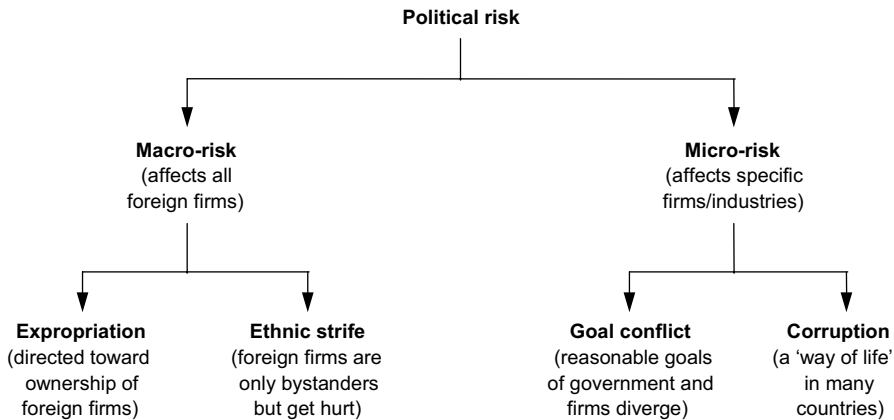 Political risk
Macro-risk
(affects all
foreign firms)
Micro-risk
(affects specific
firms/industries)
Expropriation
(directed toward
ownership of
foreign firms)
Ethnic strife
(foreign firms are
only bystanders
but get hurt)
Goal conflict
(reasonable goals
of government and
firms diverge)
Corruption
(a ‘way of life’
in many
countries)